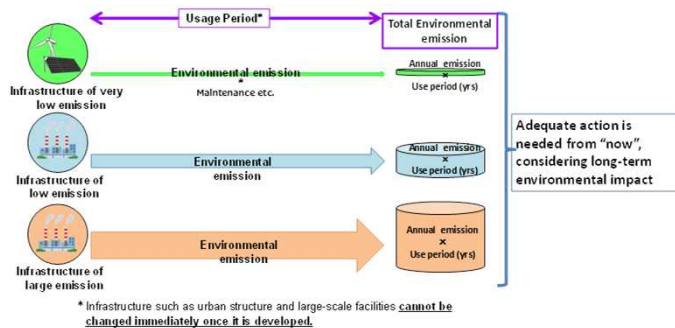 Usage Period*
Total Environmental
emission
Infrastructure of very
low emission
Environmental emission
*
Maintenance etc.
Annual emission
×
Use period (yrs)
Infrastructure of
low emission
Environmental
emission
Annual emission
×
Use period (yrs)
Infrastructure of
large emission
Environmental
emission
Annual emission
×
Use period (yrs)
Adequate action is
needed from “now”,
considering long-term
environmental impact
* Infrastructure such as urban structure and large-scale facilities cannot be
changed immediately once it is developed.